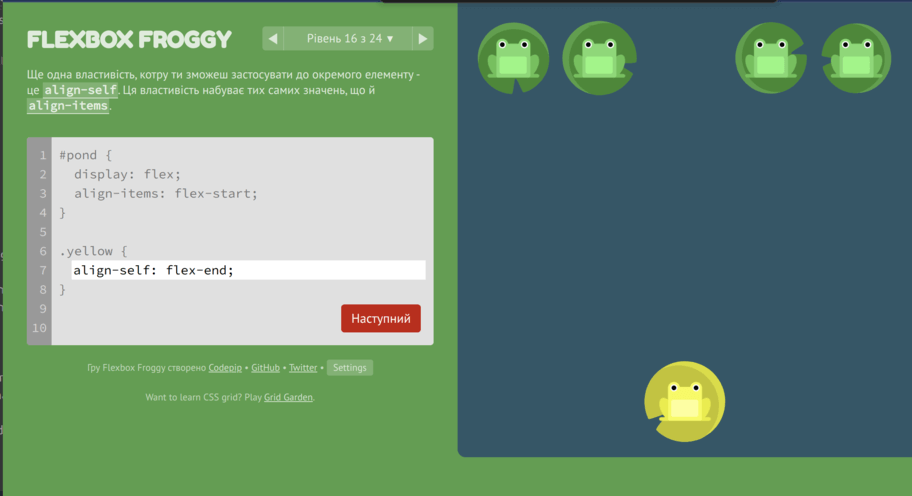 FLEXBOX FROGGY
◀ Рівень 16 з 24 ▼ ▶
Ще одна властивість, котру ти зможеш застосувати до окремого елементу -
це align-self. Ця властивість набуває тих самих значень, що й
align-items.
1 #pond {
2 display: flex;
3 align-items: flex-start;
4 }
5
6 .yellow {
7 align-self: flex-end;
8 }
9
10
Наступний
Гру Flexbox Froggy створено Codepip • GitHub • Twitter • Settings
Want to learn CSS grid? Play Grid Garden.